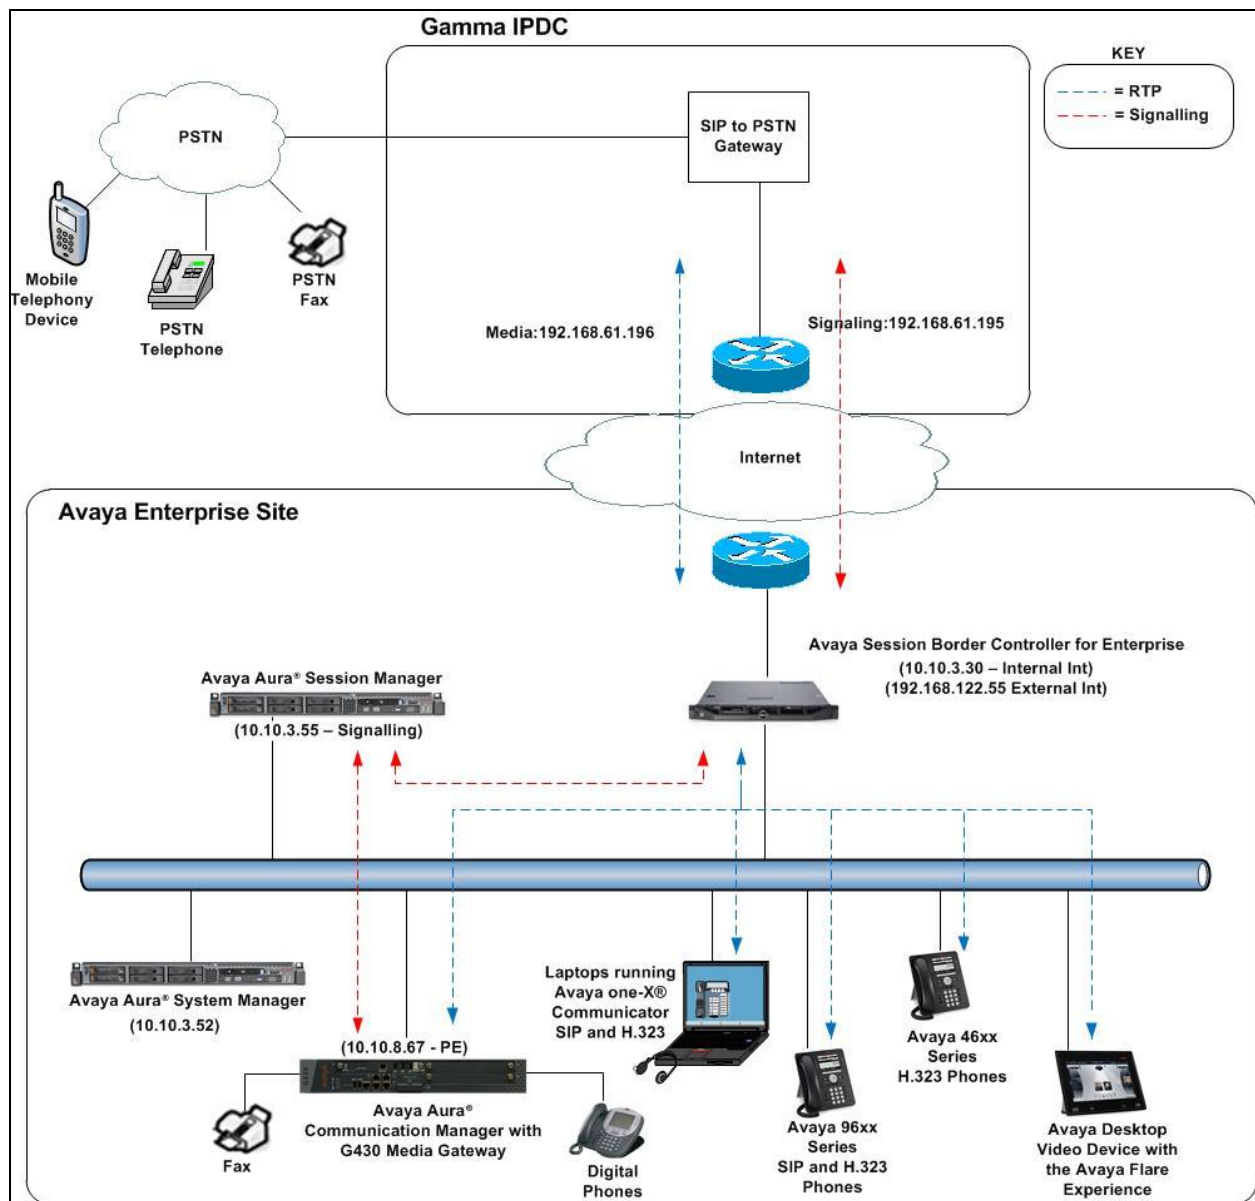 Gamma IPDC
KEY
= RTP
= Signalling
PSTN
SIP to PSTN
Gateway
Mobile
Telephony
Device
PSTN
Telephone
PSTN
Fax
Media:192.168.61.196
Signaling:192.168.61.195
Internet
Avaya Enterprise Site
Avaya Session Border Controller for Enterprise
(10.10.3.30 – Internal Int)
(192.168.122.55 External Int)
Avaya Aura® Session Manager
(10.10.3.55 – Signalling)
Avaya Aura® System Manager
(10.10.3.52)
(10.10.8.67 - PE)
Avaya Aura®
Communication Manager with
G430 Media Gateway
Fax
Digital
Phones
Laptops running
Avaya one-X®
Communicator
SIP and H.323
Avaya 96xx
Series
SIP and H.323
Phones
Avaya 46xx
Series
H.323 Phones
Avaya Desktop
Video Device with
the Avaya Flare
Experience